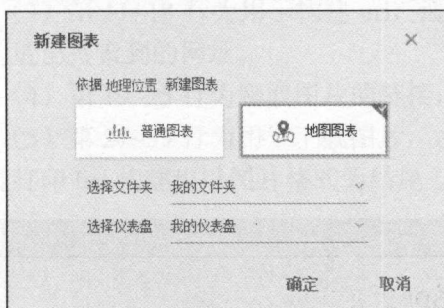 新建图表 ×
依据 地理位置 新建图表
普通图表 地图图表
选择文件夹 我的文件夹
选择仪表盘 我的仪表盘
确定 取消